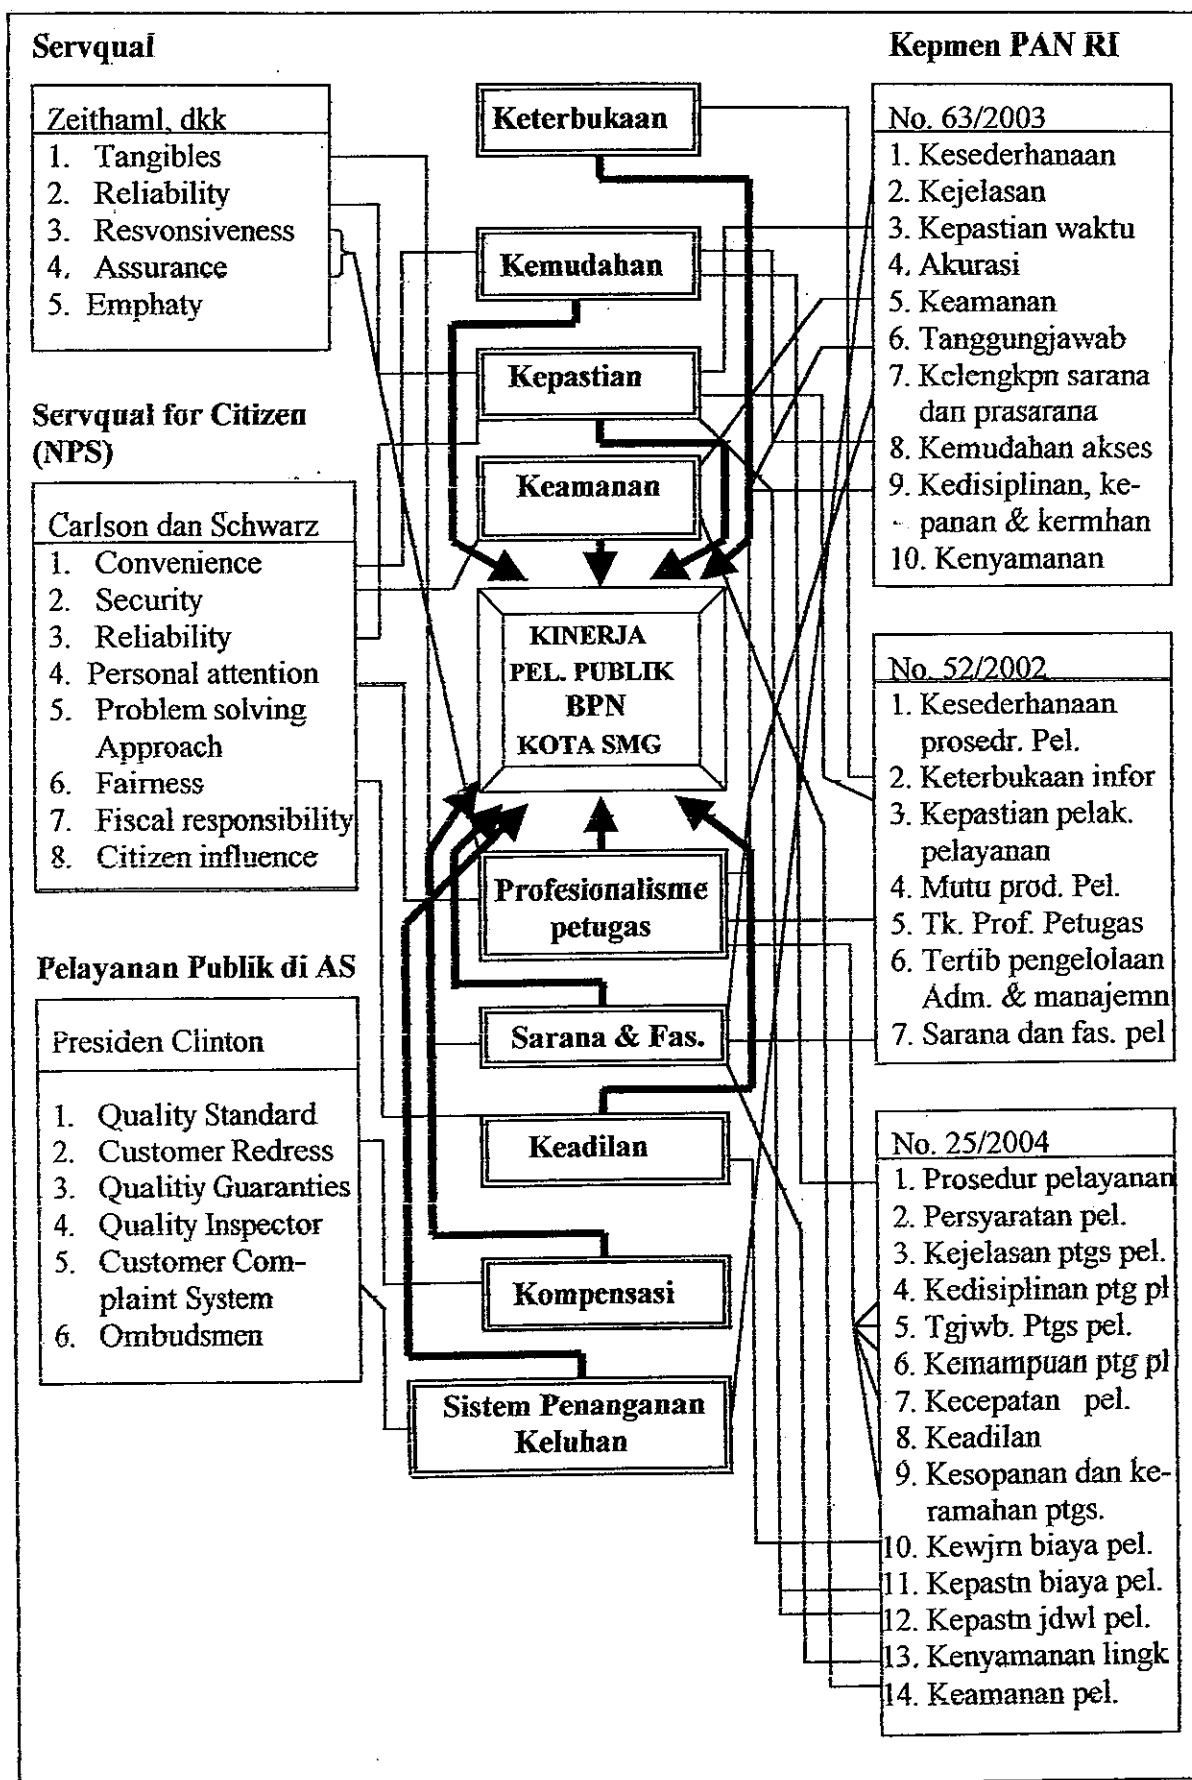 Servqual
Zeithaml, dkk
1. Tangibles
2. Reliability
3. Resvonsiveness
4. Assurance
5. Emphaty
Servqual for Citizen
(NPS)
Carlson dan Schwarz
1. Convenience
2. Security
3. Reliability
4. Personal attention
5. Problem solving
Approach
6. Fairness
7. Fiscal responsibility
8. Citizen influence
Pelayanan Publik di AS
Presiden Clinton
1. Quality Standard
2. Customer Redress
3. Qualitiy Guaranties
4. Quality Inspector
5. Customer Com-
plaint System
6. Ombudsmen
Keterbukaan
Kemudahan
Kepastian
Keamanan
KINERJA
PEL. PUBLIK
BPN
KOTA SMG
Profesionalisme
petugas
Sarana & Fas.
Keadilan
Kompensasi
Sistem Penanganan
Keluhan
Kepmen PAN RI
No. 63/2003
1. Kesederhanaan
2. Kejelasan
3. Kepastian waktu
4. Akurasi
5. Keamanan
6. Tanggungjawab
7. Kelengkpn sarana
dan prasarana
8. Kemudahan akses
9. Kedisiplinan, ke-
panan & kermhan
10. Kenyamanan
No. 52/2002
1. Kesederhanaan
prosedr. Pel.
2. Keterbukaan infor
3. Kepastian pelak.
pelayanan
4. Mutu prod. Pel.
5. Tk. Prof. Petugas
6. Tertib pengelolaan
Adm. & manajemn
7. Sarana dan fas. pel
No. 25/2004
1. Prosedur pelayanan
2. Persyaratan pel.
3. Kejelasan ptgs pel.
4. Kedisiplinan ptg pl
5. Tgjwb. Ptgs pel.
6. Kemampuan ptg pl
7. Kecepatan pel.
8. Keadilan
9. Kesopanan dan ke-
ramahan ptgs.
10. Kewjrn biaya pel.
11. Kepastn biaya pel.
12. Kepastn jdwl pel.
13. Kenyamanan lingk
14. Keamanan pel.